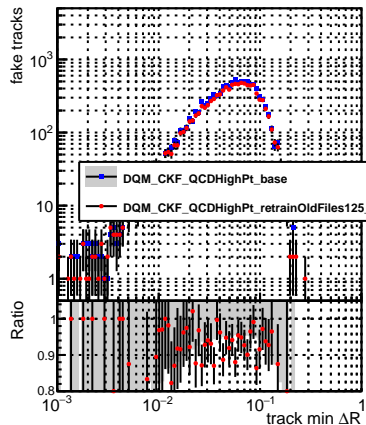 fake tracks
10³
10²
DQM_CKF_QCDHighPt_base
DQM_CKF_QCDHighPt_retrainOldFiles125_
10
1
Ratio
1
0.9
0.8
10⁻³
10⁻²
10⁻¹
1
track min ΔR